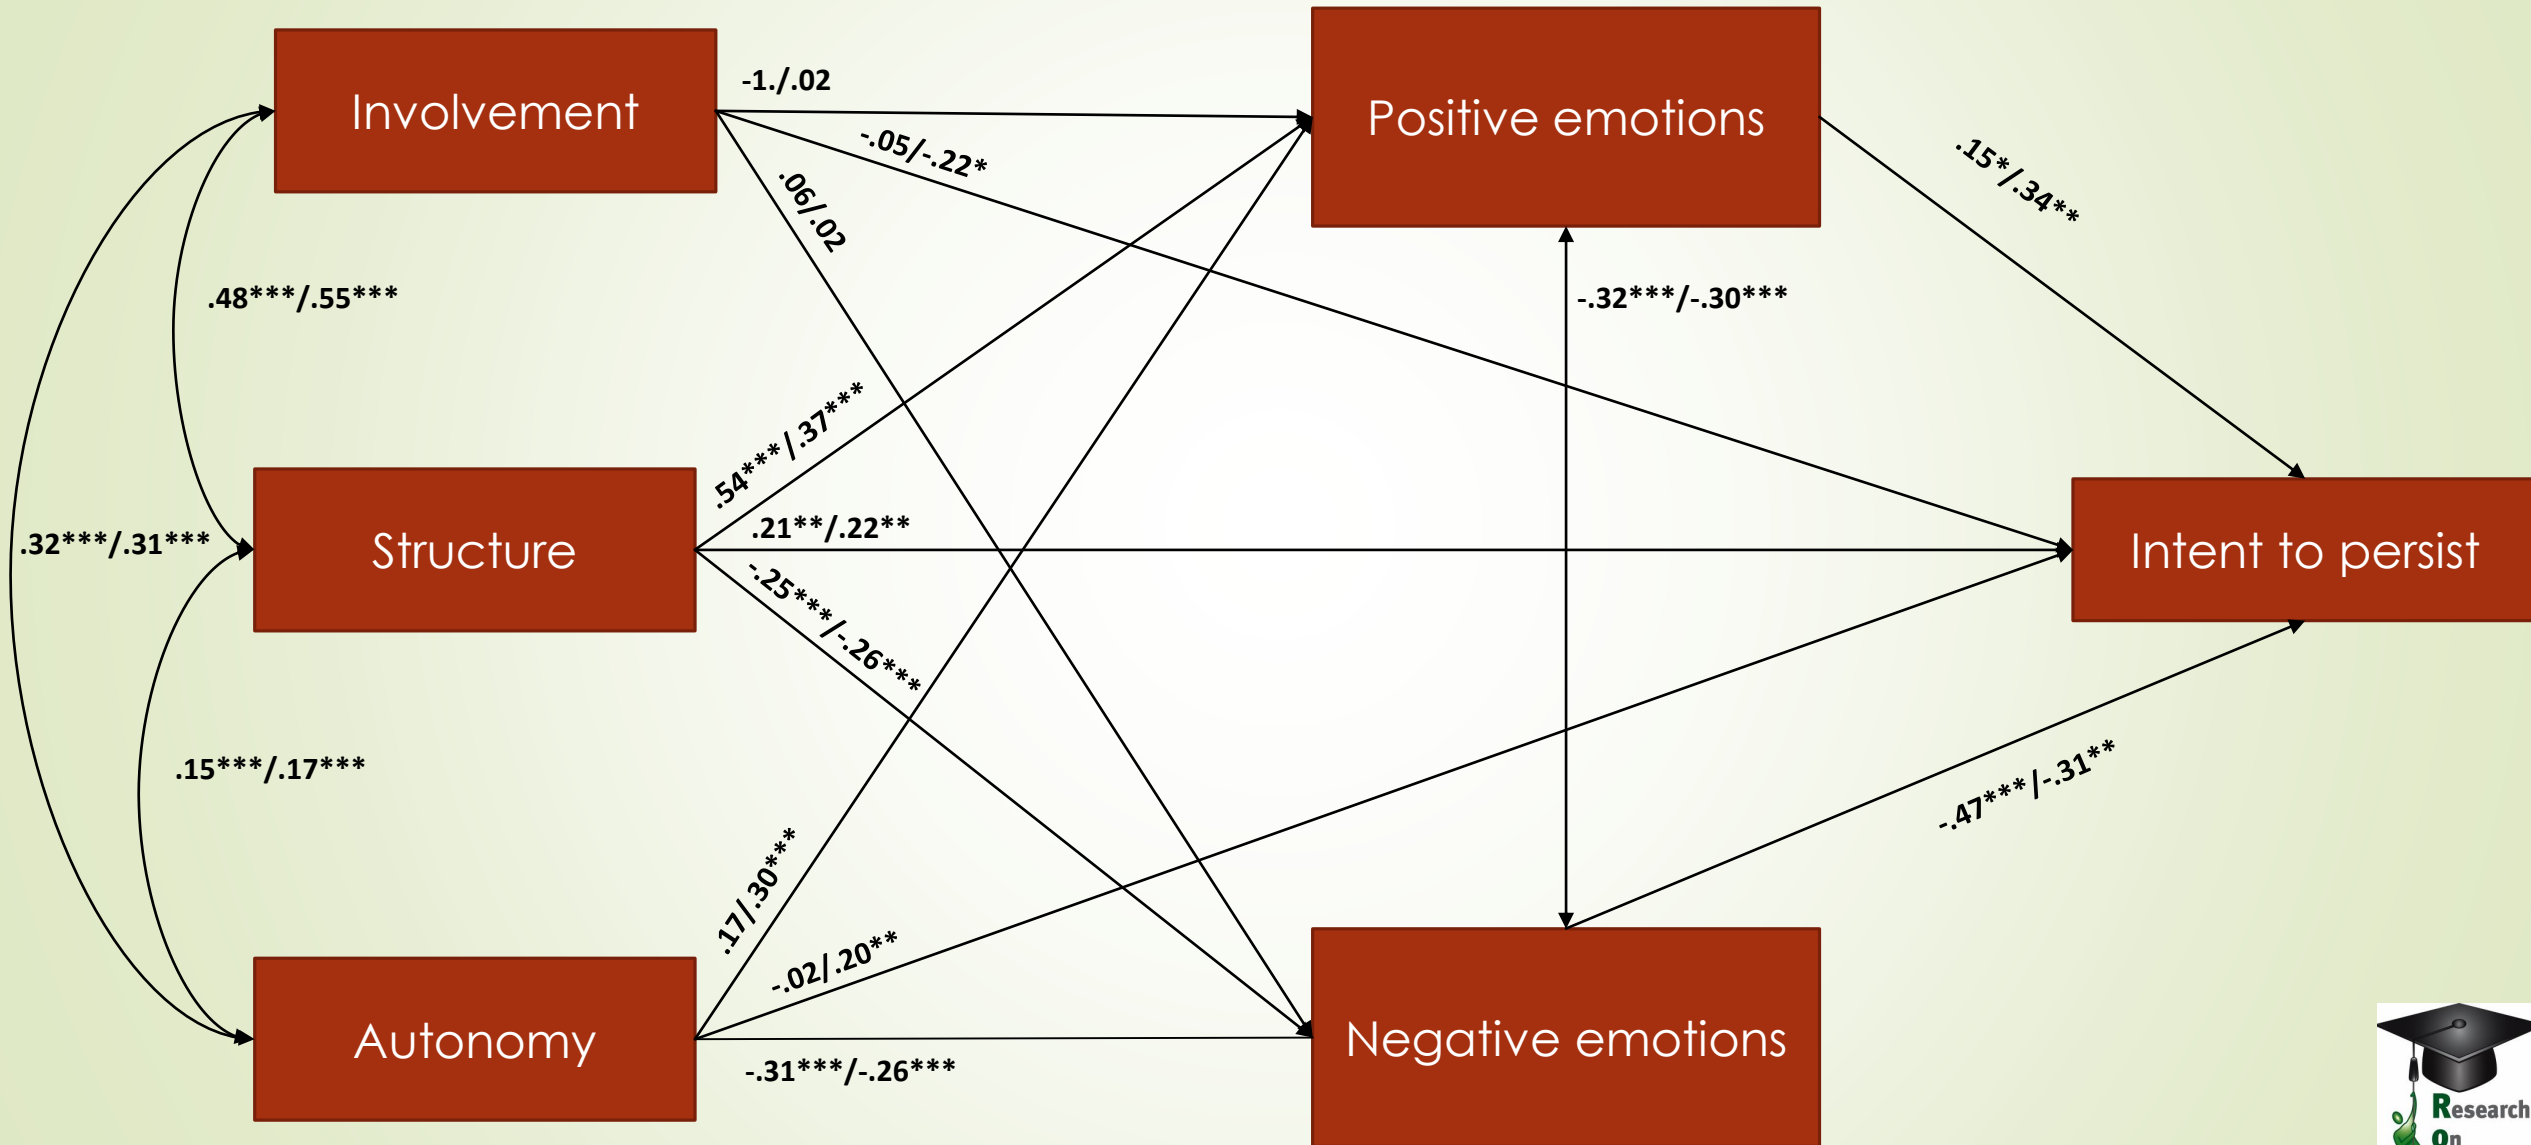 Involvement
Positive emotions
-1./.02
-.05/-.22*
.06/.02
.15*/.34**
.48***/.55***
-.32***/-.30***
.54***/.37***
.21**/.22**
.32***/.31***
Structure
Intent to persist
-.25***/-.26***
.15***/.17***
-.47***/-.31**
.17/.30***
-.02/.20**
Autonomy
Negative emotions
-.31***/-.26***
Research
On